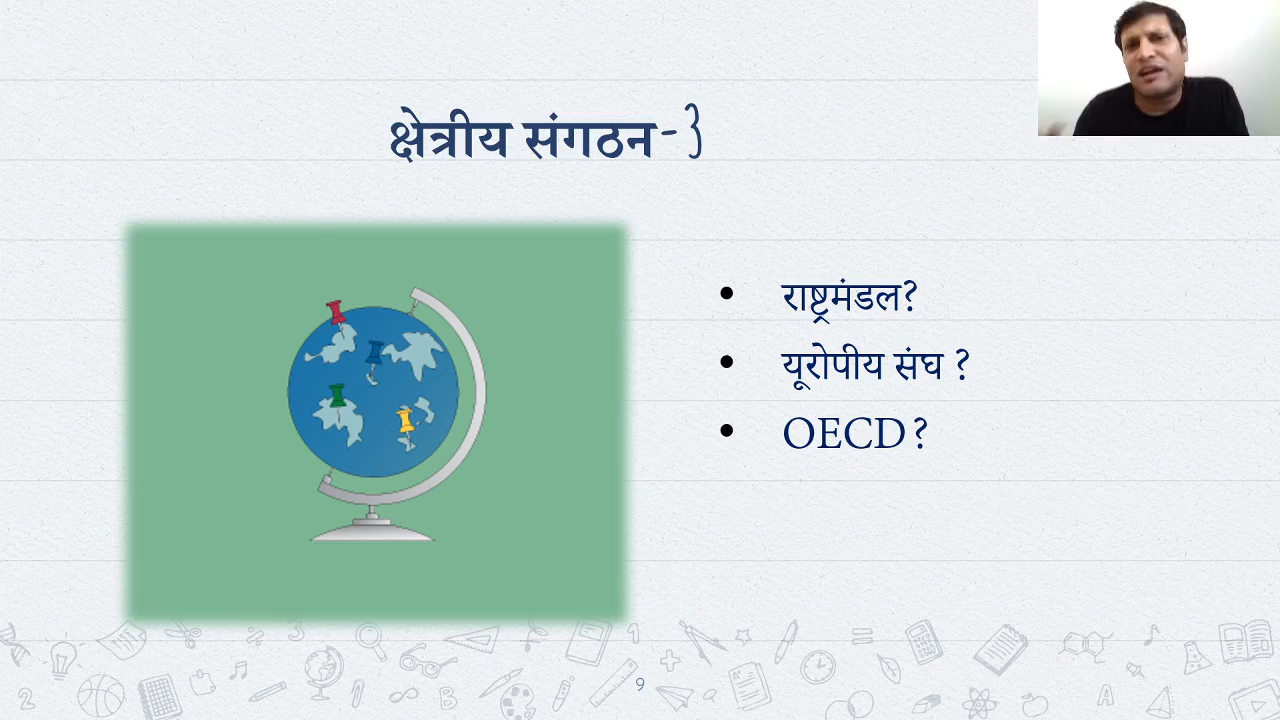 क्षेत्रीय संगठन-3
• राष्ट्रमंडल?
• यूरोपीय संघ ?
• OECD?
9